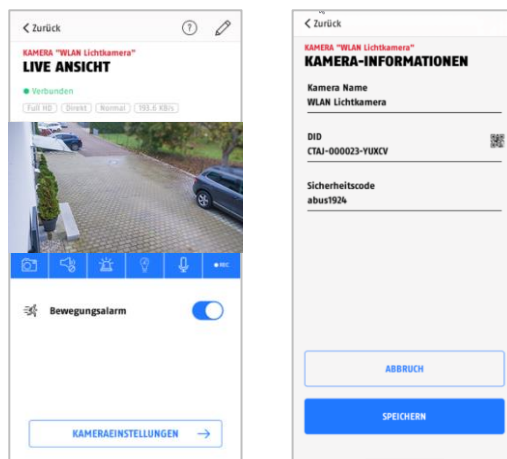 Zurück
KAMERA "WLAN Lichtkamera"
LIVE ANSICHT
Verbunden
Full HD Direkt Normal 193.6 KB/s
REC
Bewegungsalarm
KAMERAEINSTELLUNGEN
Zurück
KAMERA "WLAN Lichtkamera"
KAMERA-INFORMATIONEN
Kamera Name
WLAN Lichtkamera
DID
CTAJ-000023-YUXCV
Sicherheitscode
abus1924
ABBRUCH
SPEICHERN